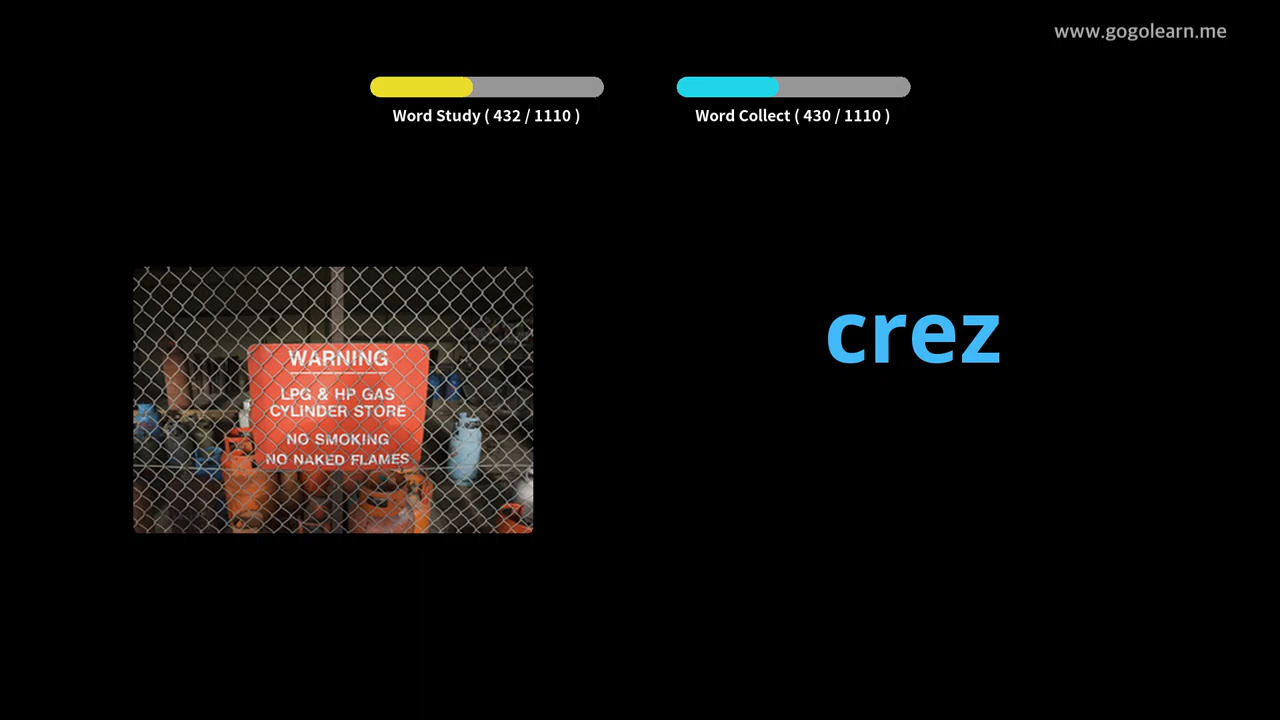 www.gogolearn.me
Word Study ( 432 / 1110 )
Word Collect ( 430 / 1110 )
crez
WARNING
LPG & HP GAS
CYLINDER STORE
NO SMOKING
NO NAKED FLAMES